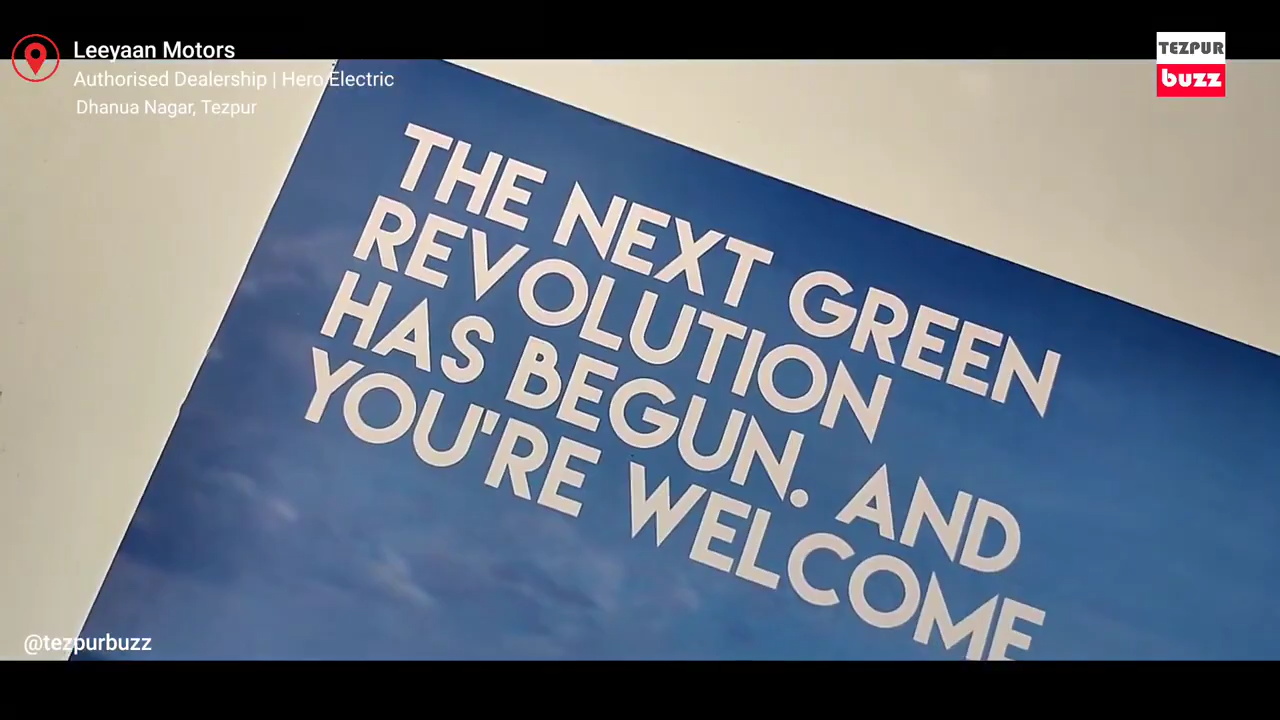 Leeyaan Motors
Authorised Dealership | Hero Electric
Dhanua Nagar, Tezpur
TEZPUR
buzz
THE NEXT GREEN
REVOLUTION
HAS BEGUN. AND
YOU'RE WELCOME
@tezpurbuzz